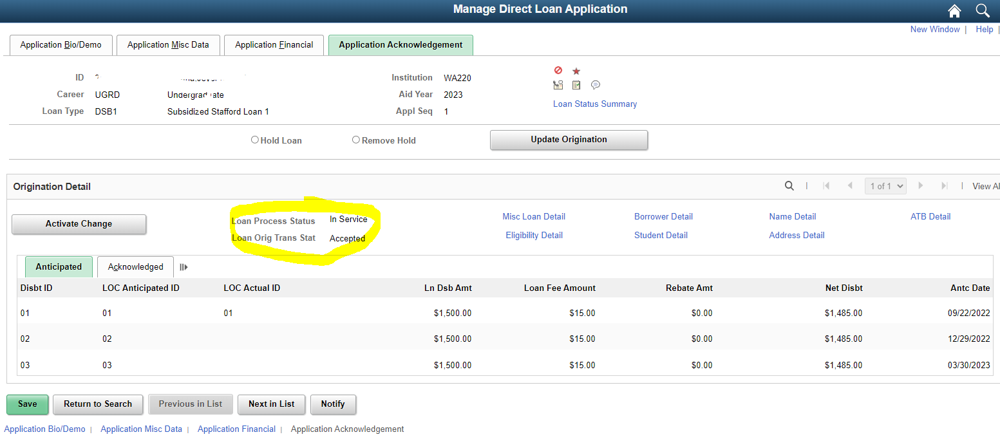 Manage Direct Loan Application
New Window | Help |
Application Bio/Demo Application Misc Data Application Financial Application Acknowledgement
ID Institution WA220
Career UGRD Undergraduate Aid Year 2023
Loan Type DSB1 Subsidized Stafford Loan 1 Appl Seq 1
Loan Status Summary
Hold Loan Remove Hold Update Origination
Origination Detail 1 of 1 View Al
Activate Change Loan Process Status In Service Misc Loan Detail Borrower Detail Name Detail ATB Detail
Loan Orig Trans Stat Accepted Eligibility Detail Student Detail Address Detail
Anticipated Acknowledged
Disbt ID LOC Anticipated ID LOC Actual ID Ln Dsb Amt Loan Fee Amount Rebate Amt Net Disbt Antc Date
01 01 01 $1,500.00 $15.00 $0.00 $1,485.00 09/22/2022
02 02 $1,500.00 $15.00 $0.00 $1,485.00 12/29/2022
03 03 $1,500.00 $15.00 $0.00 $1,485.00 03/30/2023
Save Return to Search Previous in List Next in List Notify
Application Bio/Demo | Application Misc Data | Application Financial | Application Acknowledgement